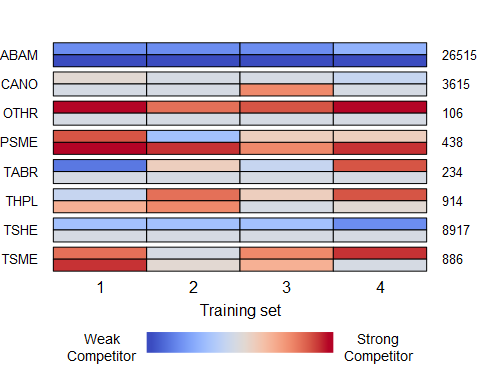 ABAM 26515
CANO 3615
OTHR 106
PSME 438
TABR 234
THPL 914
TSHE 8917
TSME 886
1 2 3 4
Training set
Weak Strong
Competitor Competitor